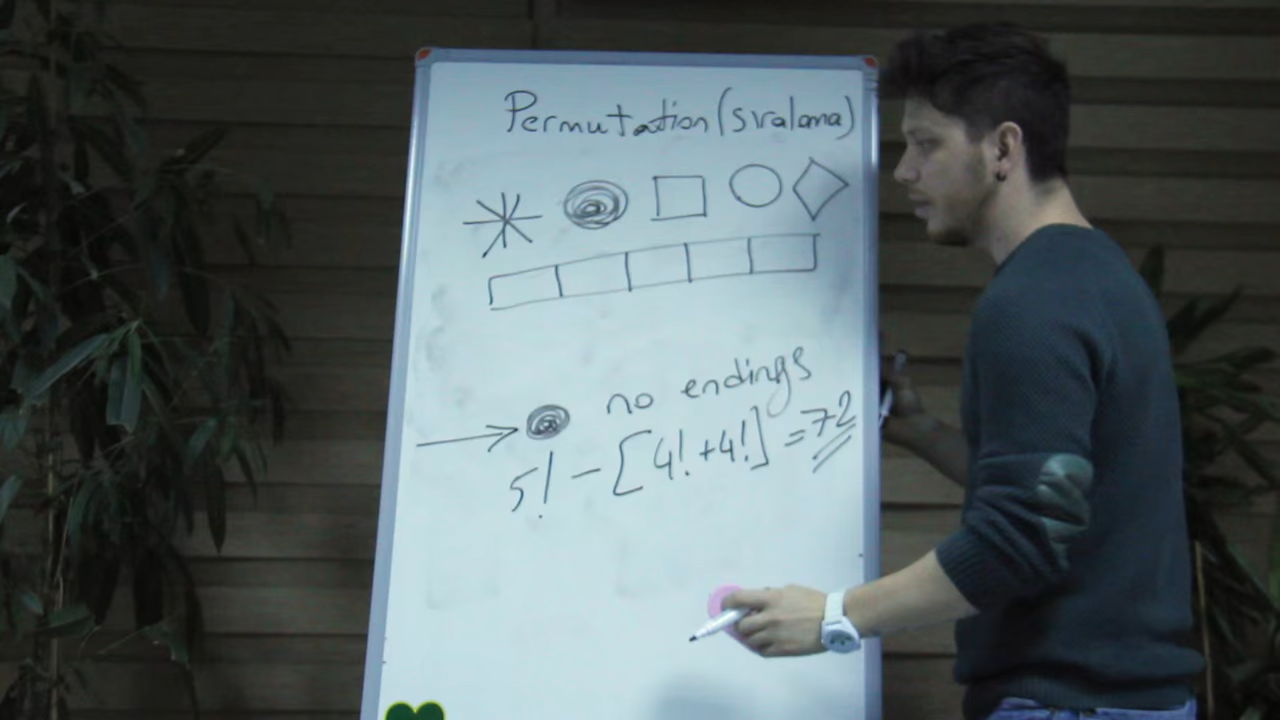 Permutation (sıralama)
no endings
5! - [4! + 4!] = 72